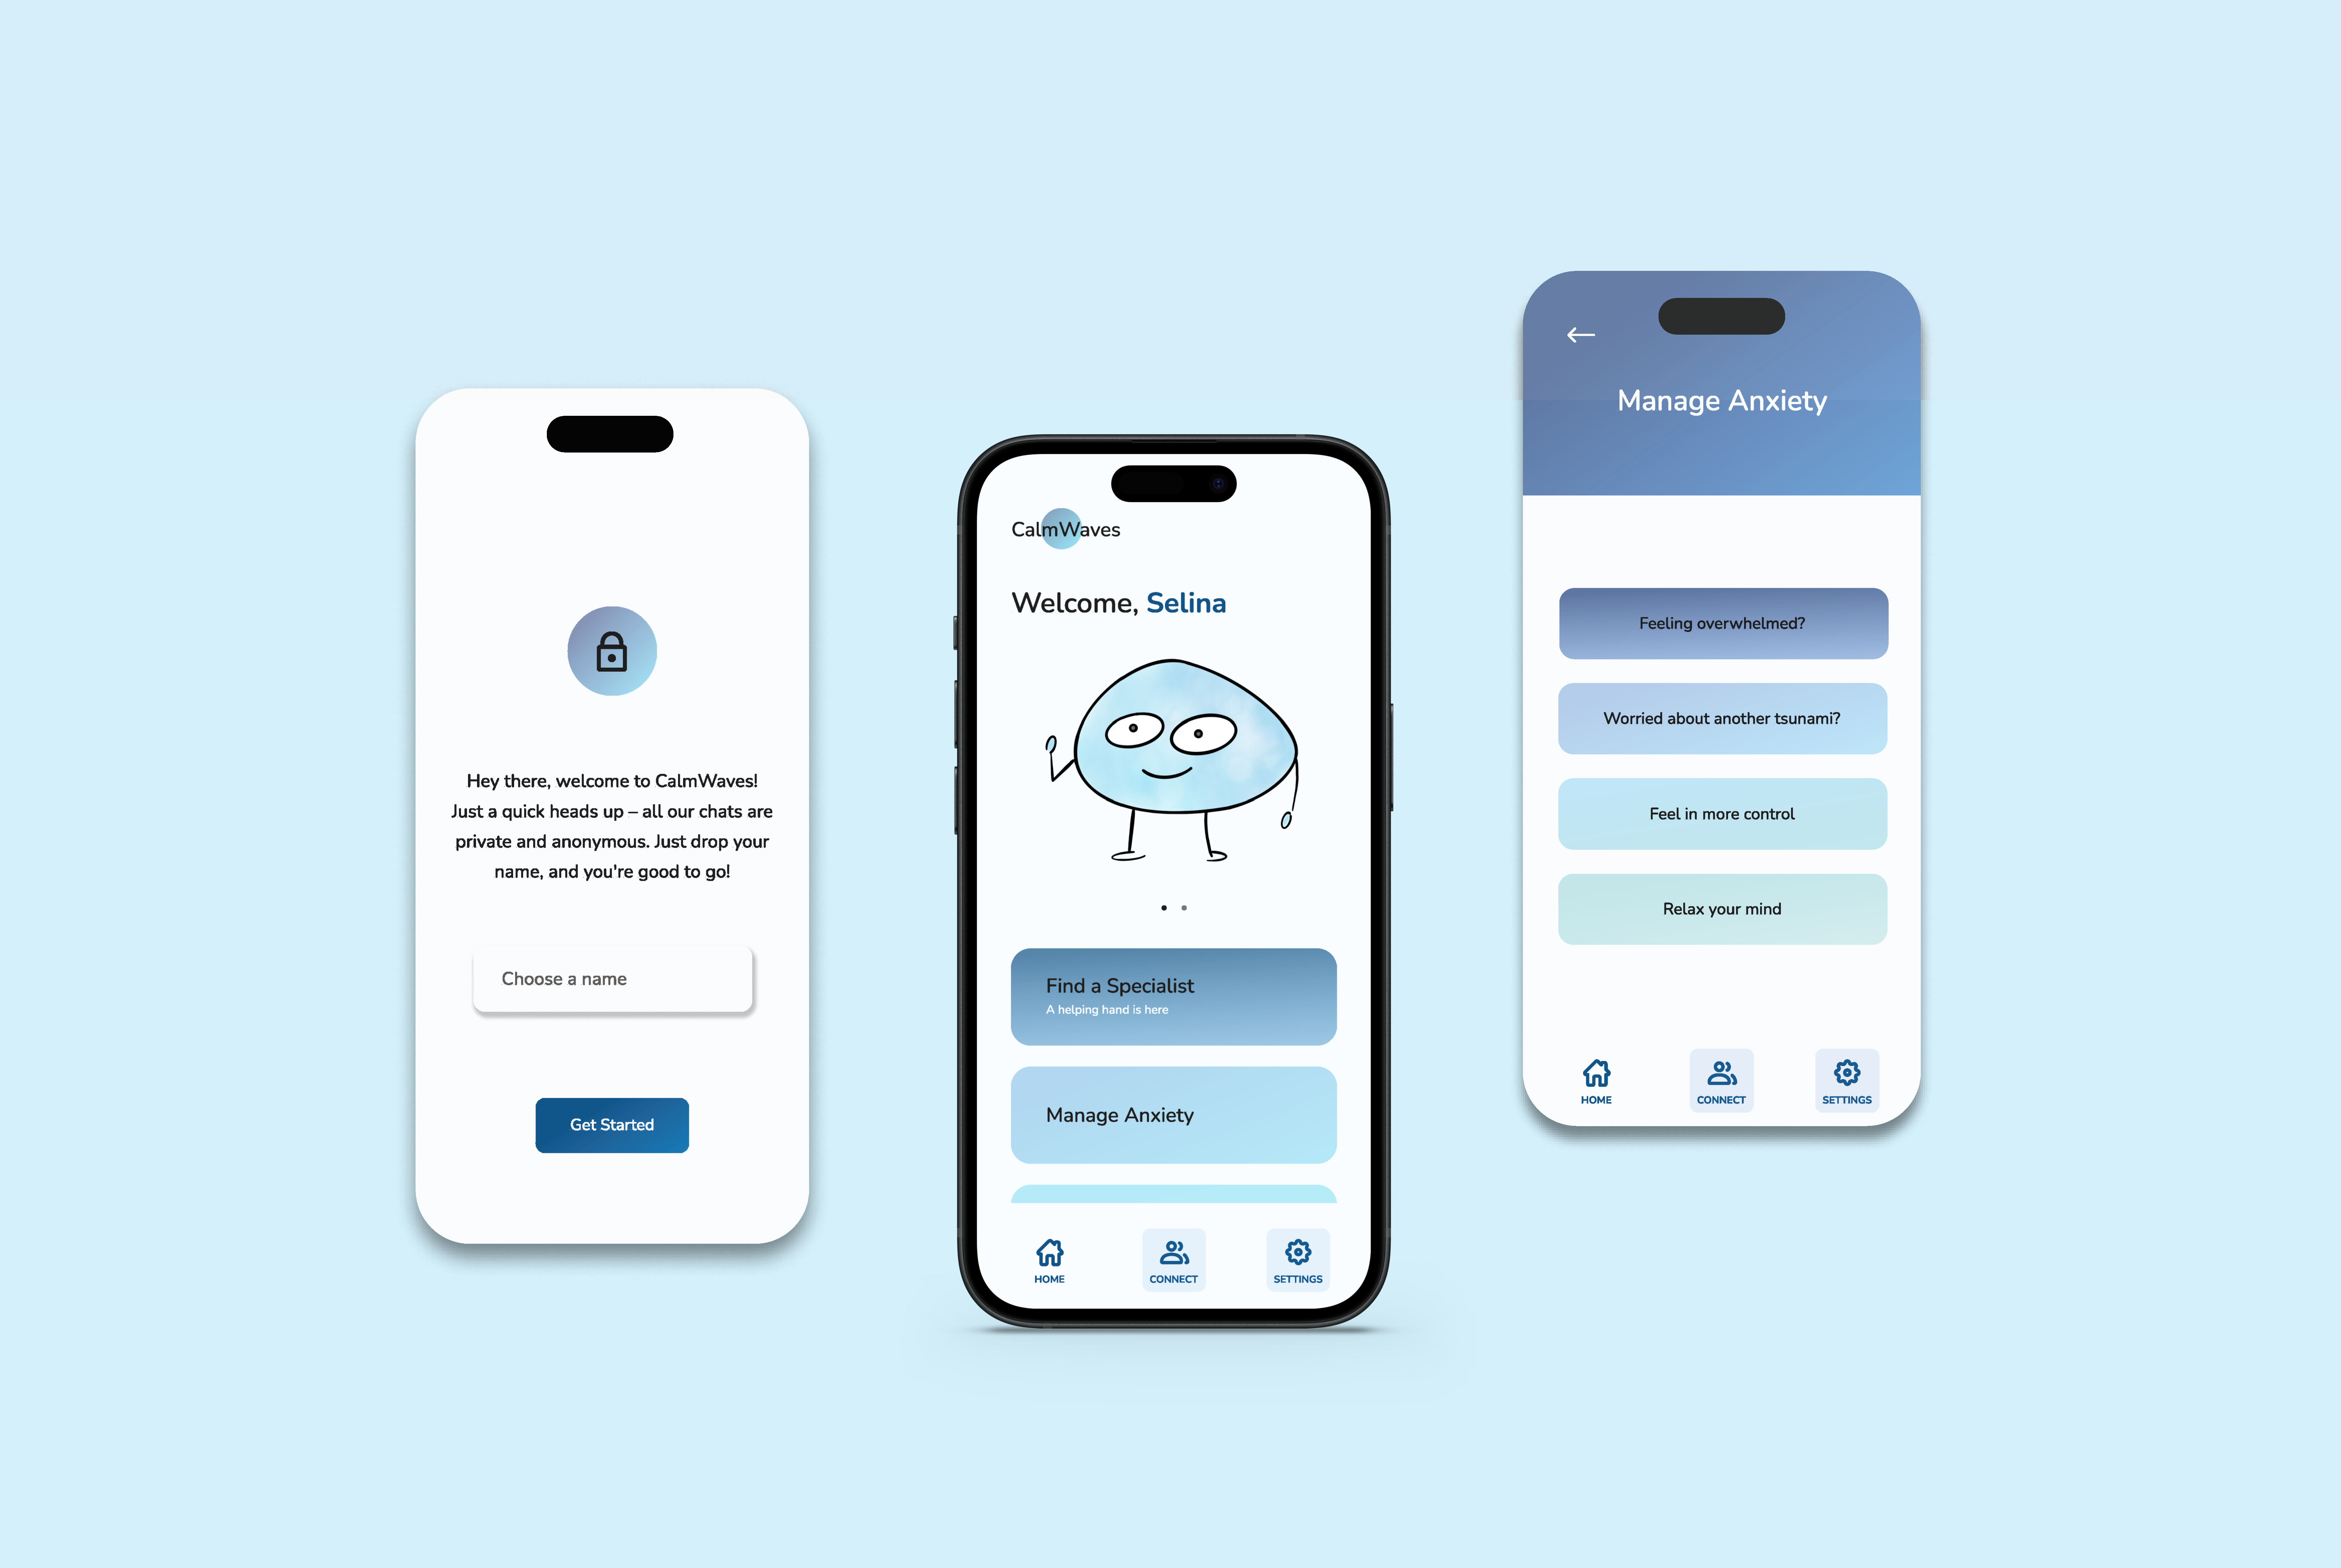 Hey there, welcome to CalmWaves!
Just a quick heads up – all our chats are
private and anonymous. Just drop your
name, and you're good to go!
Choose a name
Get Started
CalmWaves
Welcome, Selina
Find a Specialist
A helping hand is here
Manage Anxiety
HOME
CONNECT
SETTINGS
Manage Anxiety
Feeling overwhelmed?
Worried about another tsunami?
Feel in more control
Relax your mind
HOME
CONNECT
SETTINGS